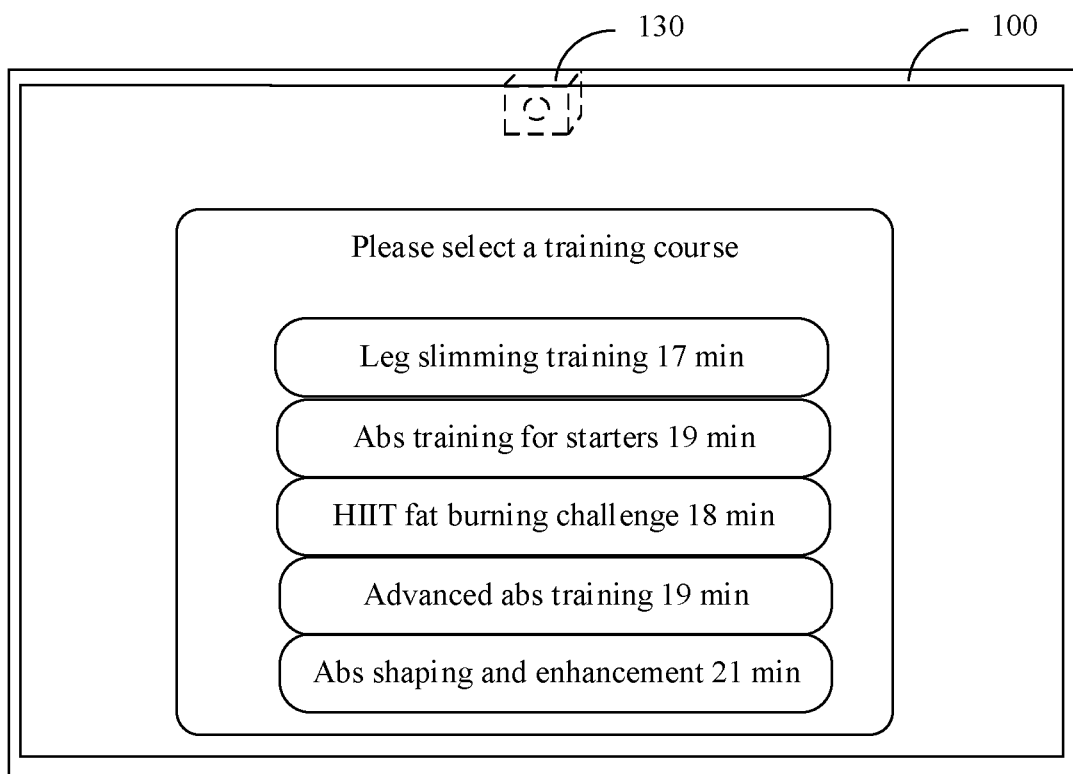 130
100
Please select a training course
Leg slimming training 17 min
Abs training for starters 19 min
HIIT fat burning challenge 18 min
Advanced abs training 19 min
Abs shaping and enhancement 21 min